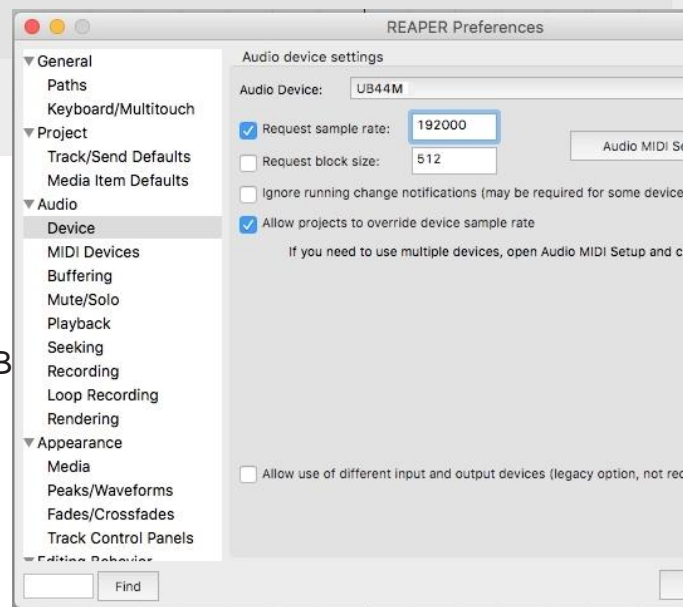 REAPER Preferences
General
Paths
Keyboard/Multitouch
Project
Track/Send Defaults
Media Item Defaults
Audio
Device
MIDI Devices
Buffering
Mute/Solo
Playback
Seeking
Recording
Loop Recording
Rendering
Appearance
Media
Peaks/Waveforms
Fades/Crossfades
Track Control Panels
Editing Behavior
Find
B
Audio device settings
Audio Device: UB44M
Request sample rate: 192000
Audio MIDI Se
Request block size: 512
Ignore running change notifications (may be required for some device
Allow projects to override device sample rate
If you need to use multiple devices, open Audio MIDI Setup and c
Allow use of different input and output devices (legacy option, not rec